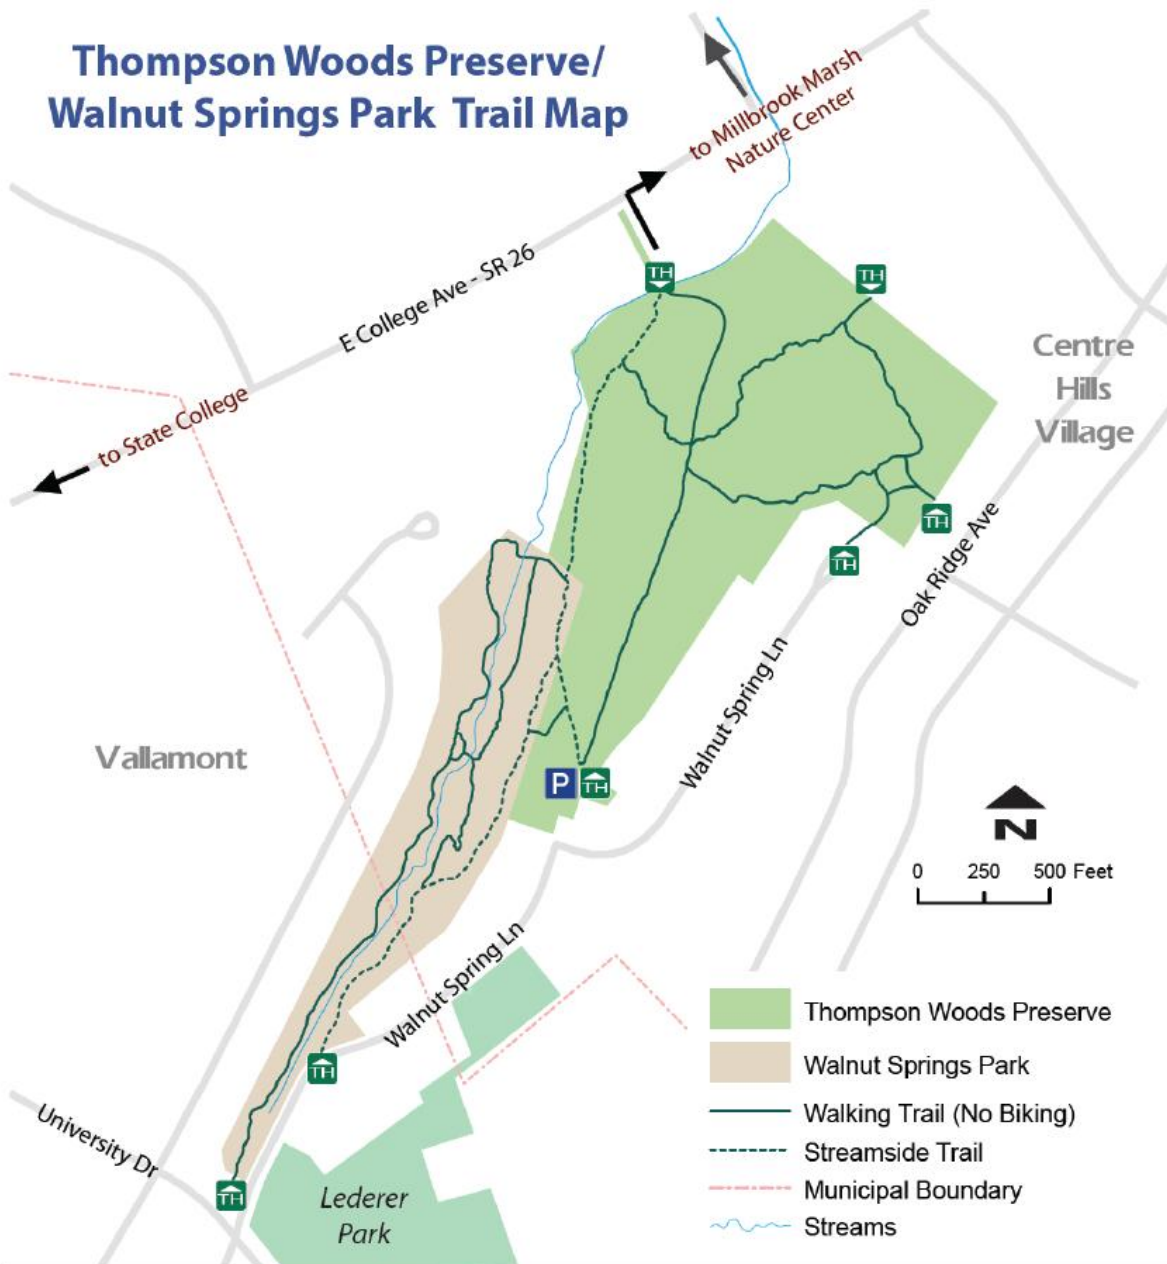 Thompson Woods Preserve/
Walnut Springs Park Trail Map
to Millbrook Marsh
Nature Center
E College Ave - SR 26
to State College
TH
TH
Centre
Hills
Village
TH
TH
Oak Ridge Ave
Walnut Spring Ln
Vallamont
P
TH
N
0 250 500 Feet
Walnut Spring Ln
TH
University Dr
TH
Lederer
Park
Thompson Woods Preserve
Walnut Springs Park
Walking Trail (No Biking)
Streamside Trail
Municipal Boundary
Streams